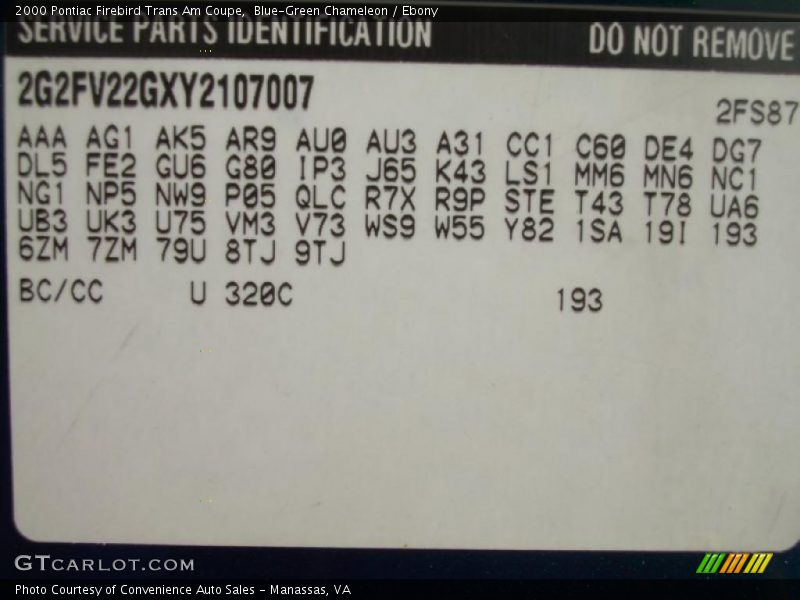 2000 Pontiac Firebird Trans Am Coupe, Blue-Green Chameleon / Ebony
SERVICE PARTS IDENTIFICATION DO NOT REMOVE
2G2FV22GXY2107007 2FS87
AAA AG1 AK5 AR9 AU0 AU3 A31 CC1 C60 DE4 DG7
DL5 FE2 GU6 G80 IP3 J65 K43 LS1 MM6 MN6 NC1
NG1 NP5 NW9 P05 QLC R7X R9P STE T43 T78 UA6
UB3 UK3 U75 VM3 V73 WS9 W55 Y82 1SA 19I 193
6ZM 7ZM 79U 8TJ 9TJ
BC/CC U 320C 193
GTCARLOT.COM
Photo Courtesy of Convenience Auto Sales - Manassas, VA